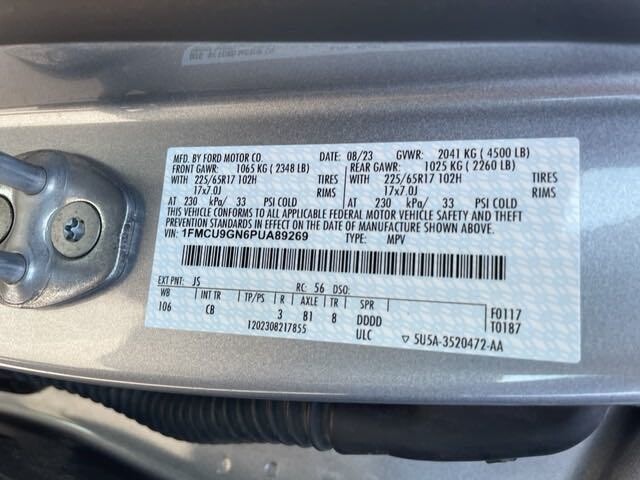 MFD. BY FORD MOTOR CO. DATE: 08/23 GVWR: 2041 KG ( 4500 LB)
FRONT GAWR: 1065 KG ( 2348 LB) REAR GAWR: 1025 KG ( 2260 LB)
WITH 225/65R17 102H TIRES WITH 225/65R17 102H TIRES
17x7.0J RIMS 17x7.0J RIMS
AT 230 kPa/ 33 PSI COLD AT 230 kPa/ 33 PSI COLD
THIS VEHICLE CONFORMS TO ALL APPLICABLE FEDERAL MOTOR VEHICLE SAFETY AND THEFT
PREVENTION STANDARDS IN EFFECT ON THE DATE OF MANUFACTURE SHOWN ABOVE.
VIN: 1FMCU9GN6PUA89269 TYPE: MPV
EXT PNT: JS RC: 56 DSO:
WB INT TR TP/PS R AXLE TR SPR F0117
106 CB 3 81 8 DDDD T0187
1202308217855 ULC ▽ 5U5A-3520472-AA